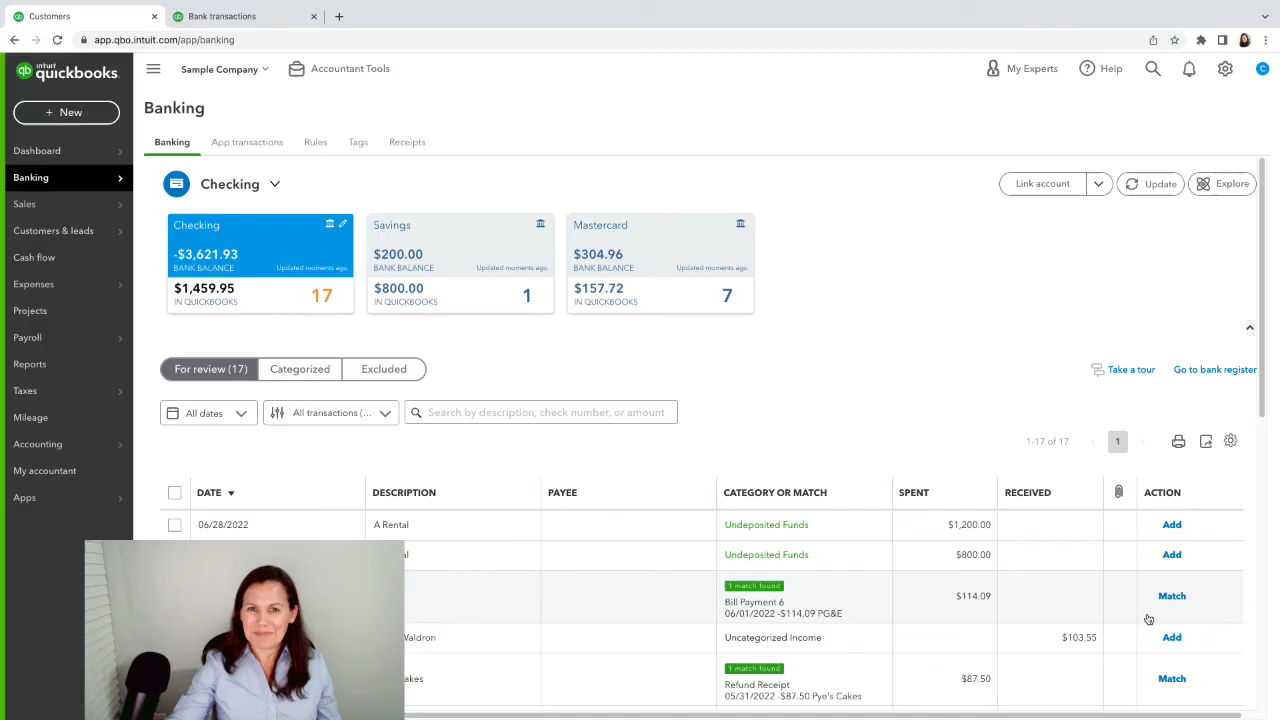 Customers
Bank transactions
app.qbo.intuit.com/app/banking
intuit quickbooks.
Sample Company
Accountant Tools
My Experts
Help
C
+ New
Dashboard
Banking
Sales
Customers & leads
Cash flow
Expenses
Projects
Payroll
Reports
Taxes
Mileage
Accounting
My accountant
Apps
Banking
Banking App transactions Rules Tags Receipts
Checking
Link account
Update
Explore
Checking
-$3,621.93
BANK BALANCE Updated moments ago
$1,459.95
IN QUICKBOOKS
17
Savings
$200.00
BANK BALANCE Updated moments ago
$800.00
IN QUICKBOOKS
1
Mastercard
$304.96
BANK BALANCE Updated moments ago
$157.72
IN QUICKBOOKS
7
For review (17) Categorized Excluded
Take a tour
Go to bank register
All dates
All transactions (...
Search by description, check number, or amount
1-17 of 17
1
DATE DESCRIPTION PAYEE CATEGORY OR MATCH SPENT RECEIVED ACTION
06/28/2022 A Rental Undeposited Funds $1,200.00 Add
al Undeposited Funds $800.00 Add
1 match found
Bill Payment 6
06/01/2022 -$114.09 PG&E
$114.09 Match
Waldron Uncategorized Income $103.55 Add
1 match found
akes Refund Receipt
05/31/2022 -$87.50 Pye's Cakes
$87.50 Match